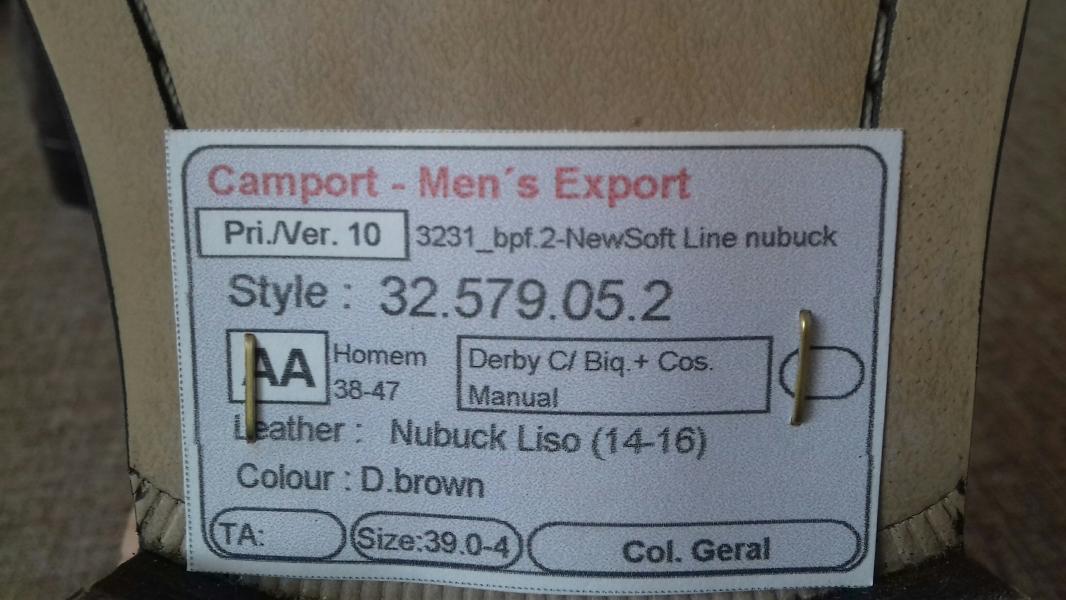 Camport - Men´s Export
Pri./Ver. 10 3231_bpf.2-NewSoft Line nubuck
Style : 32.579.05.2
AA Homem 38-47
Derby C/ Biq.+ Cos. Manual
Leather : Nubuck Liso (14-16)
Colour : D.brown
TA: Size:39.0-4 Col. Geral